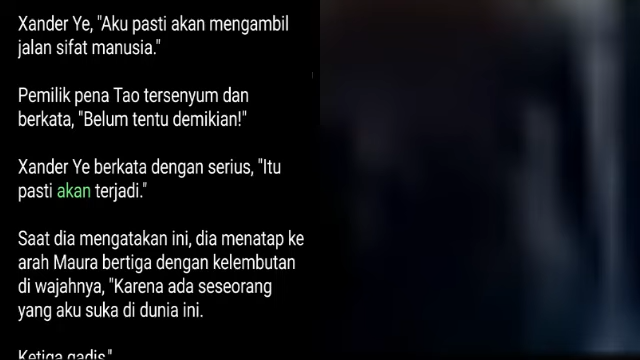 Xander Ye, "Aku pasti akan mengambil
jalan sifat manusia."
Pemilik pena Tao tersenyum dan
berkata, "Belum tentu demikian!"
Xander Ye berkata dengan serius, "Itu
pasti akan terjadi."
Saat dia mengatakan ini, dia menatap ke
arah Maura bertiga dengan kelembutan
di wajahnya, "Karena ada seseorang
yang aku suka di dunia ini.
Ketiga gadis"